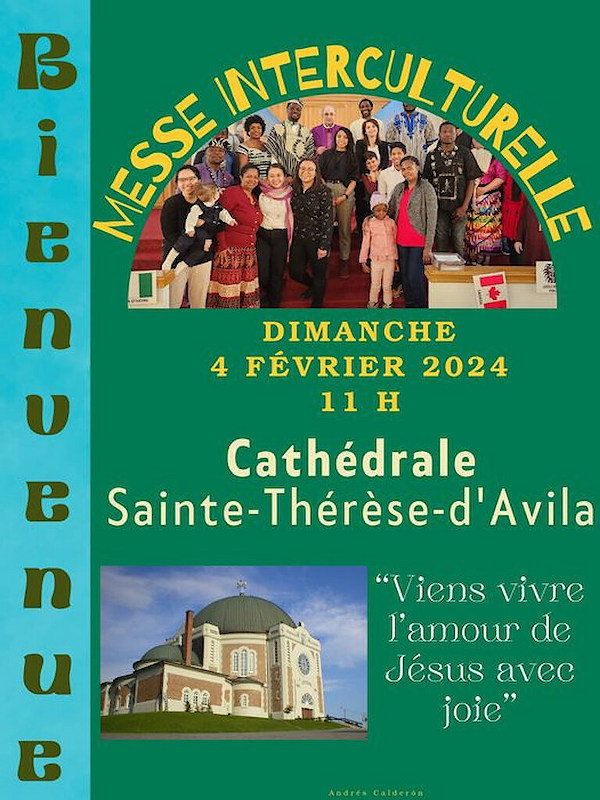 Bienvenue
MESSE INTERCULTURELLE
DIMANCHE
4 FÉVRIER 2024
11 H
Cathédrale
Sainte-Thérèse-d'Avila
“Viens vivre
l'amour de
Jésus avec
joie”
Andrés Calderón